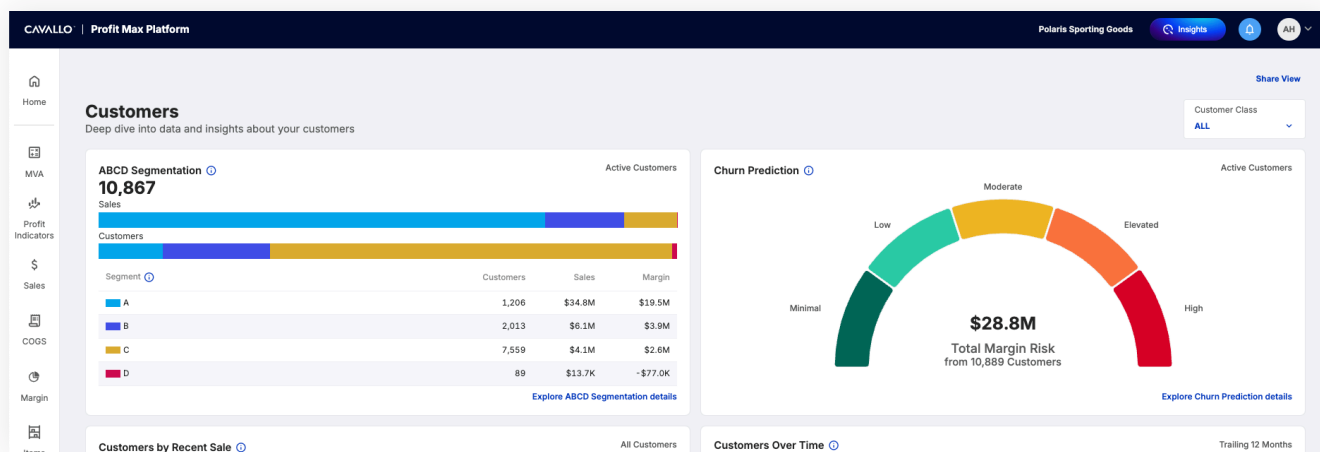 CAVALLO | Profit Max Platform
Polaris Sporting Goods
Insights
AH
Home
MVA
Profit
Indicators
Sales
COGS
Margin
Share View
Customers
Deep dive into data and insights about your customers
Customer Class
ALL
ABCD Segmentation
Active Customers
10,867
Sales
Customers
Segment Customers Sales Margin
A 1,206 $34.8M $19.5M
B 2,013 $6.1M $3.9M
C 7,559 $4.1M $2.6M
D 89 $13.7K -$77.0K
Explore ABCD Segmentation details
Churn Prediction
Active Customers
Moderate
Low
Elevated
Minimal
High
$28.8M
Total Margin Risk
from 10,889 Customers
Explore Churn Prediction details
Customers by Recent Sale
All Customers
Customers Over Time
Trailing 12 Months